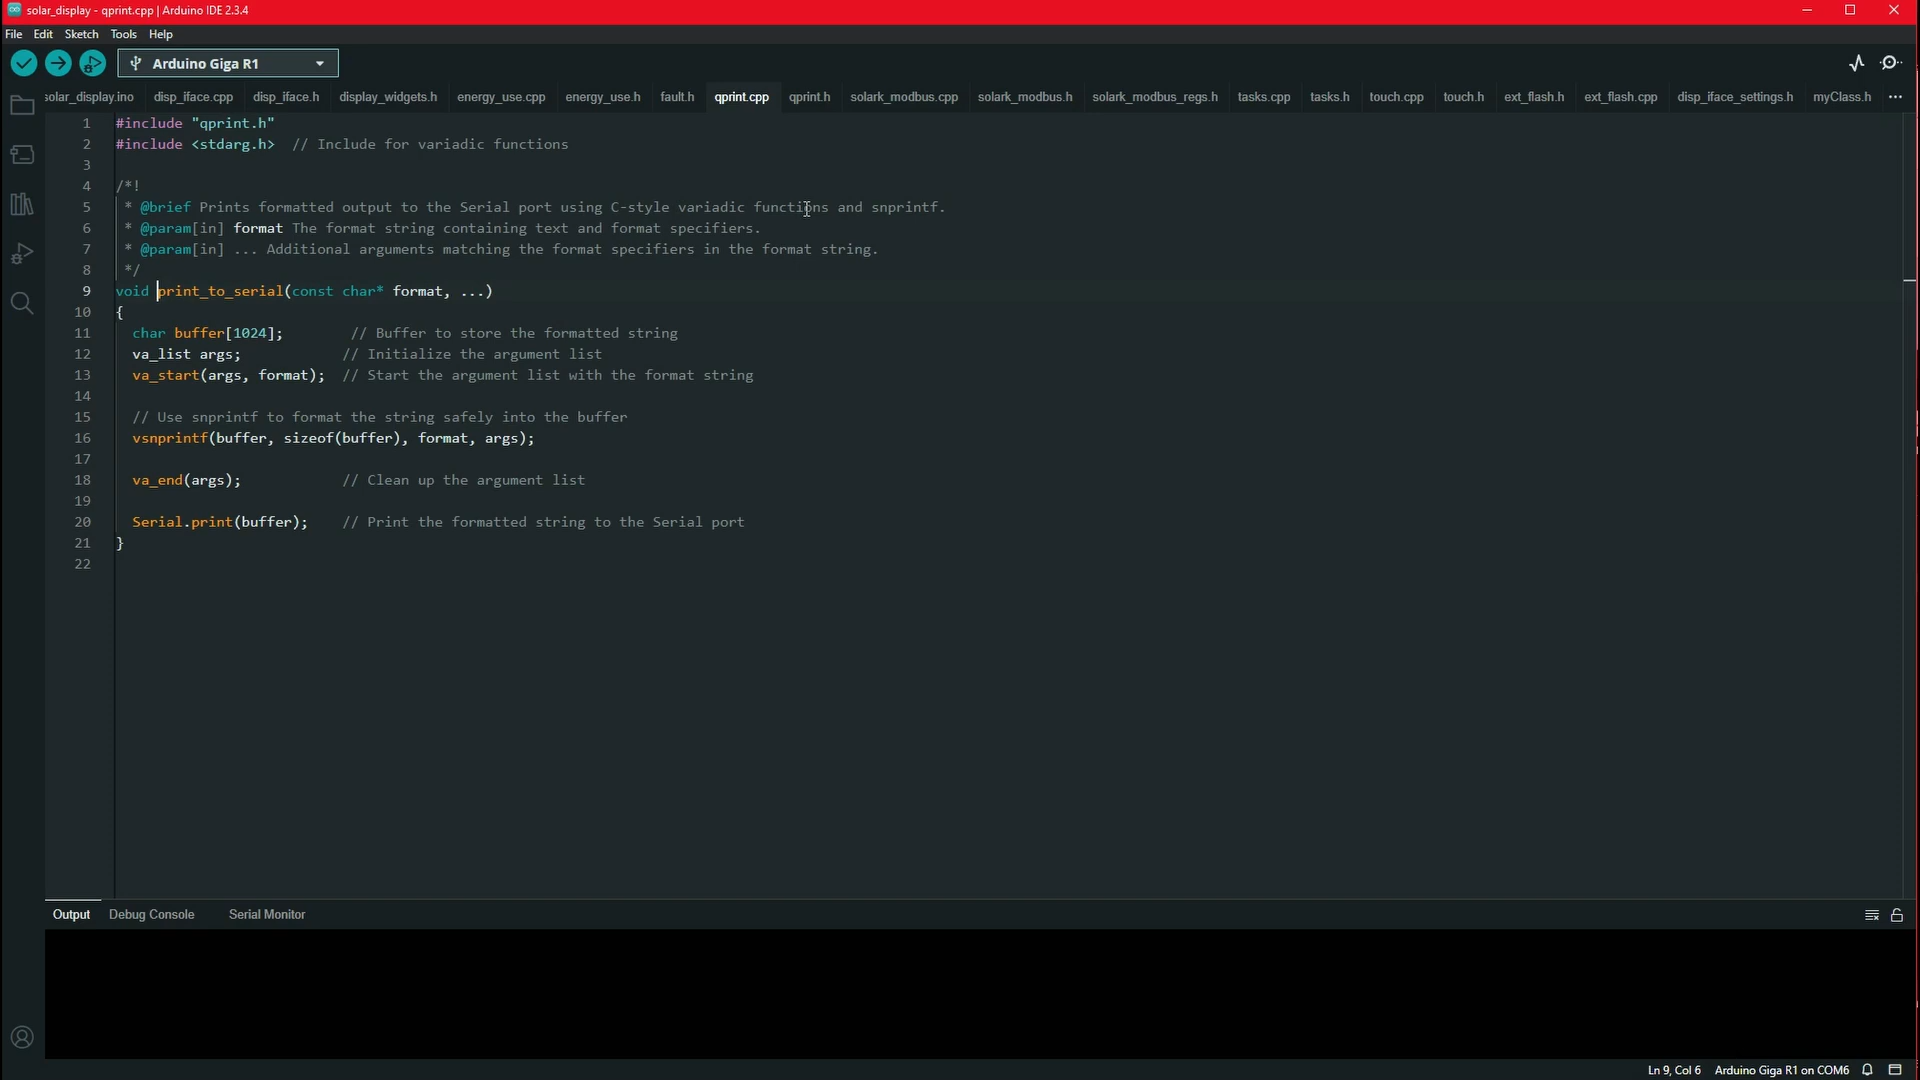 solar_display - qprint.cpp | Arduino IDE 2.3.4
File Edit Sketch Tools Help
Arduino Giga R1
solar_display.ino disp_iface.cpp disp_iface.h display_widgets.h energy_use.cpp energy_use.h fault.h qprint.cpp qprint.h solark_modbus.cpp solark_modbus.h solark_modbus_regs.h tasks.cpp tasks.h touch.cpp touch.h ext_flash.h ext_flash.cpp disp_iface_settings.h myClass.h ...
1 #include "qprint.h"
2 #include <stdarg.h>  // Include for variadic functions
3
4 /*!
5  * @brief Prints formatted output to the Serial port using C-style variadic functions and snprintf.
6  * @param[in] format The format string containing text and format specifiers.
7  * @param[in] ... Additional arguments matching the format specifiers in the format string.
8  */
9 void print_to_serial(const char* format, ...)
10 {
11   char buffer[1024];        // Buffer to store the formatted string
12   va_list args;            // Initialize the argument list
13   va_start(args, format);  // Start the argument list with the format string
14
15   // Use snprintf to format the string safely into the buffer
16   vsnprintf(buffer, sizeof(buffer), format, args);
17
18   va_end(args);            // Clean up the argument list
19
20   Serial.print(buffer);    // Print the formatted string to the Serial port
21 }
22
Output Debug Console Serial Monitor
Ln 9, Col 6 Arduino Giga R1 on COM6